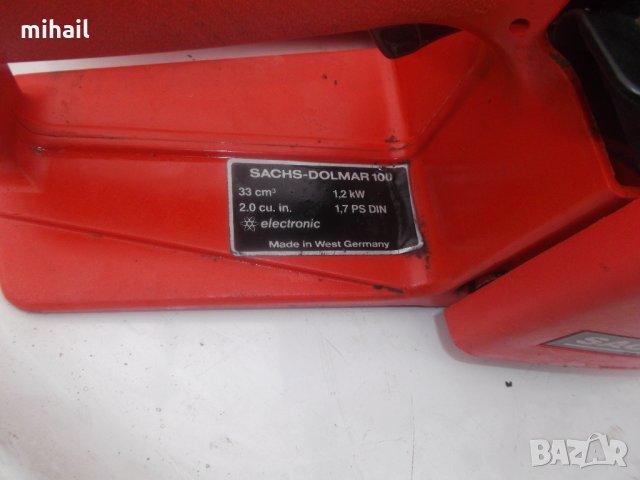 mihail
SACHS-DOLMAR 100
33 cm³ 1,2 kW
2.0 cu. in. 1,7 PS DIN
electronic
Made in West Germany
BAZAR